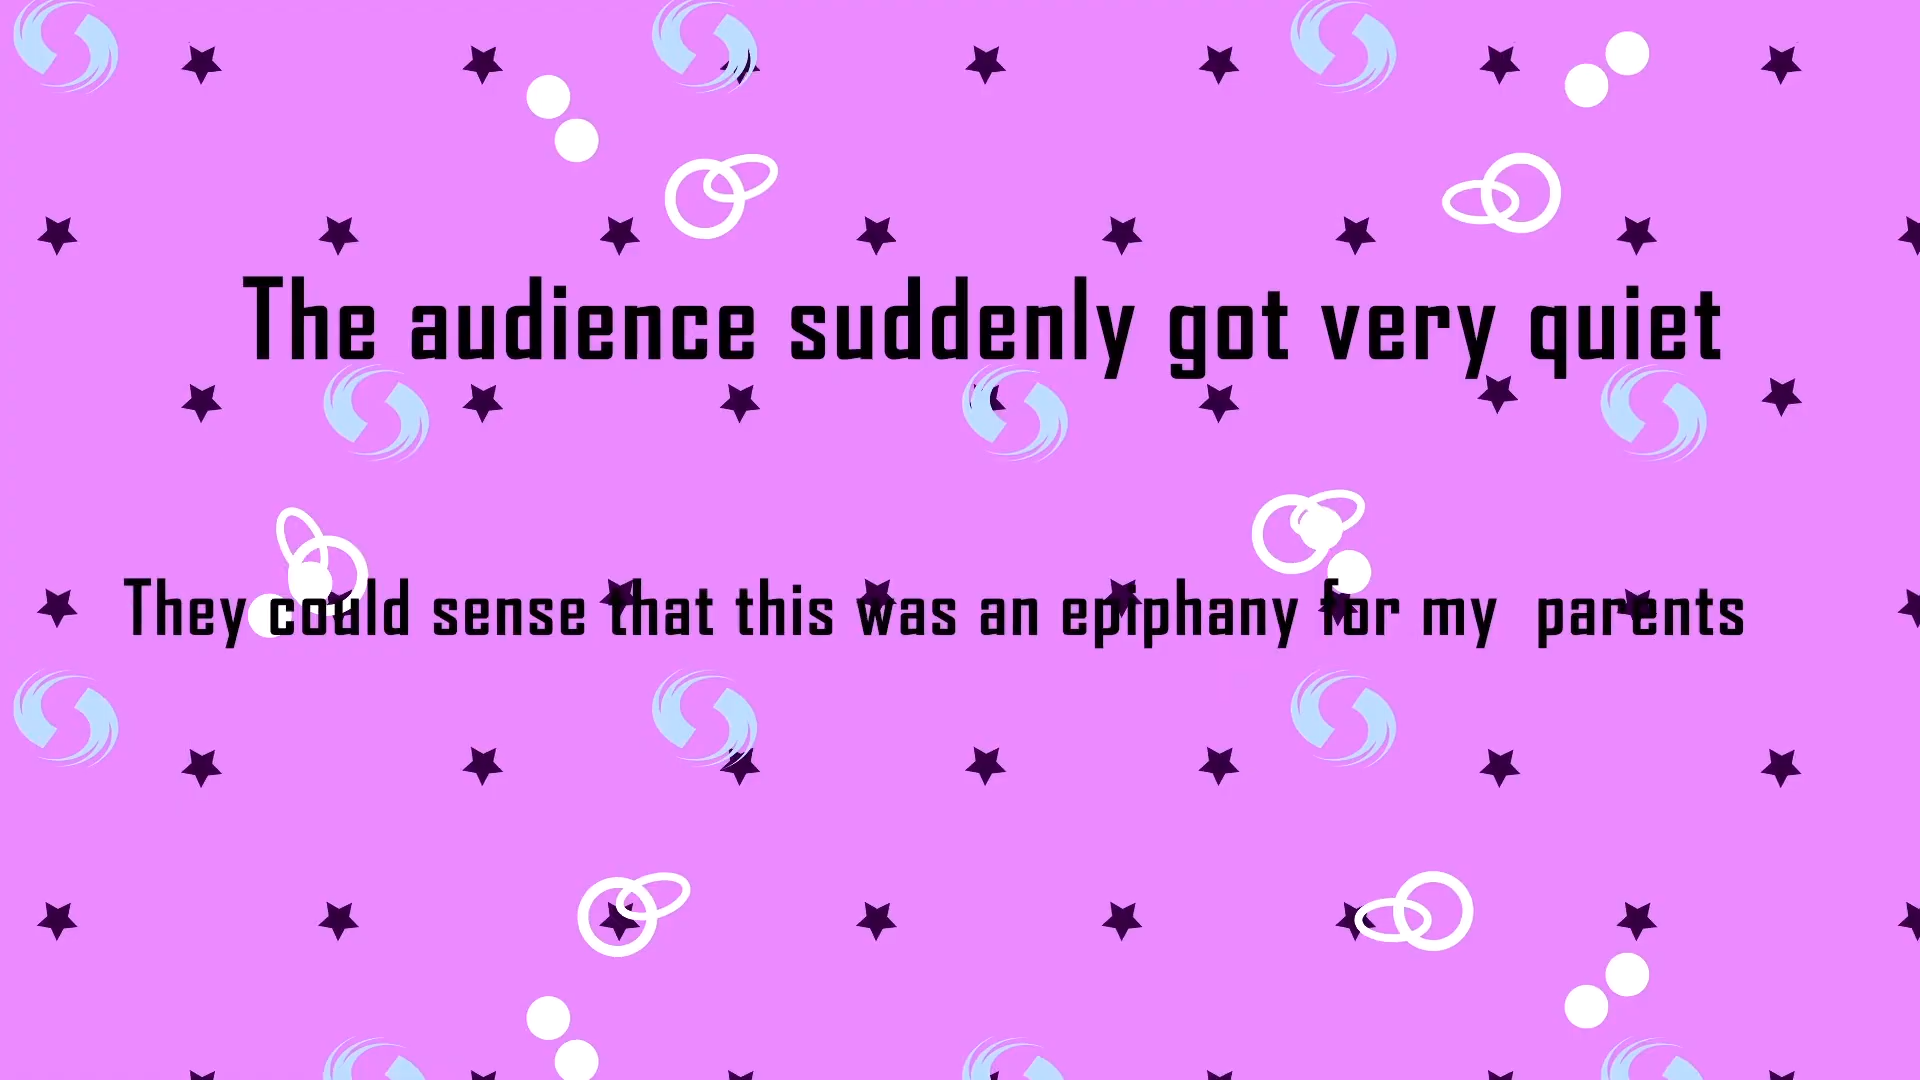 The audience suddenly got very quiet
They could sense that this was an epiphany for my  parents